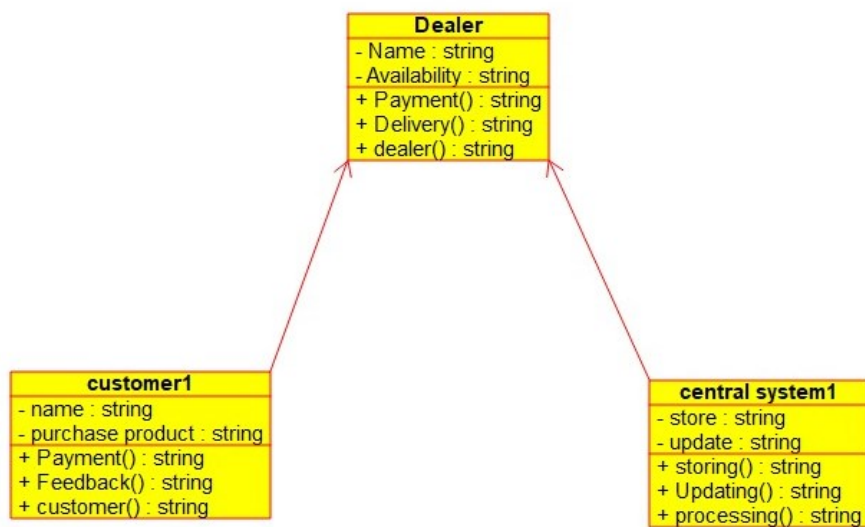 Dealer
- Name : string
- Availability : string
+ Payment() : string
+ Delivery() : string
+ dealer() : string
customer1
- name : string
- purchase product : string
+ Payment() : string
+ Feedback() : string
+ customer() : string
central system1
- store : string
- update : string
+ storing() : string
+ Updating() : string
+ processing() : string